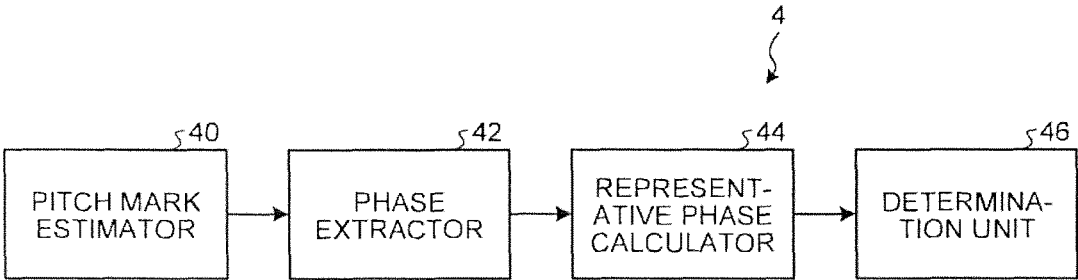 4
40
42
44
46
PITCH MARK
ESTIMATOR
PHASE
EXTRACTOR
REPRESENT-
ATIVE PHASE
CALCULATOR
DETERMINA-
TION UNIT